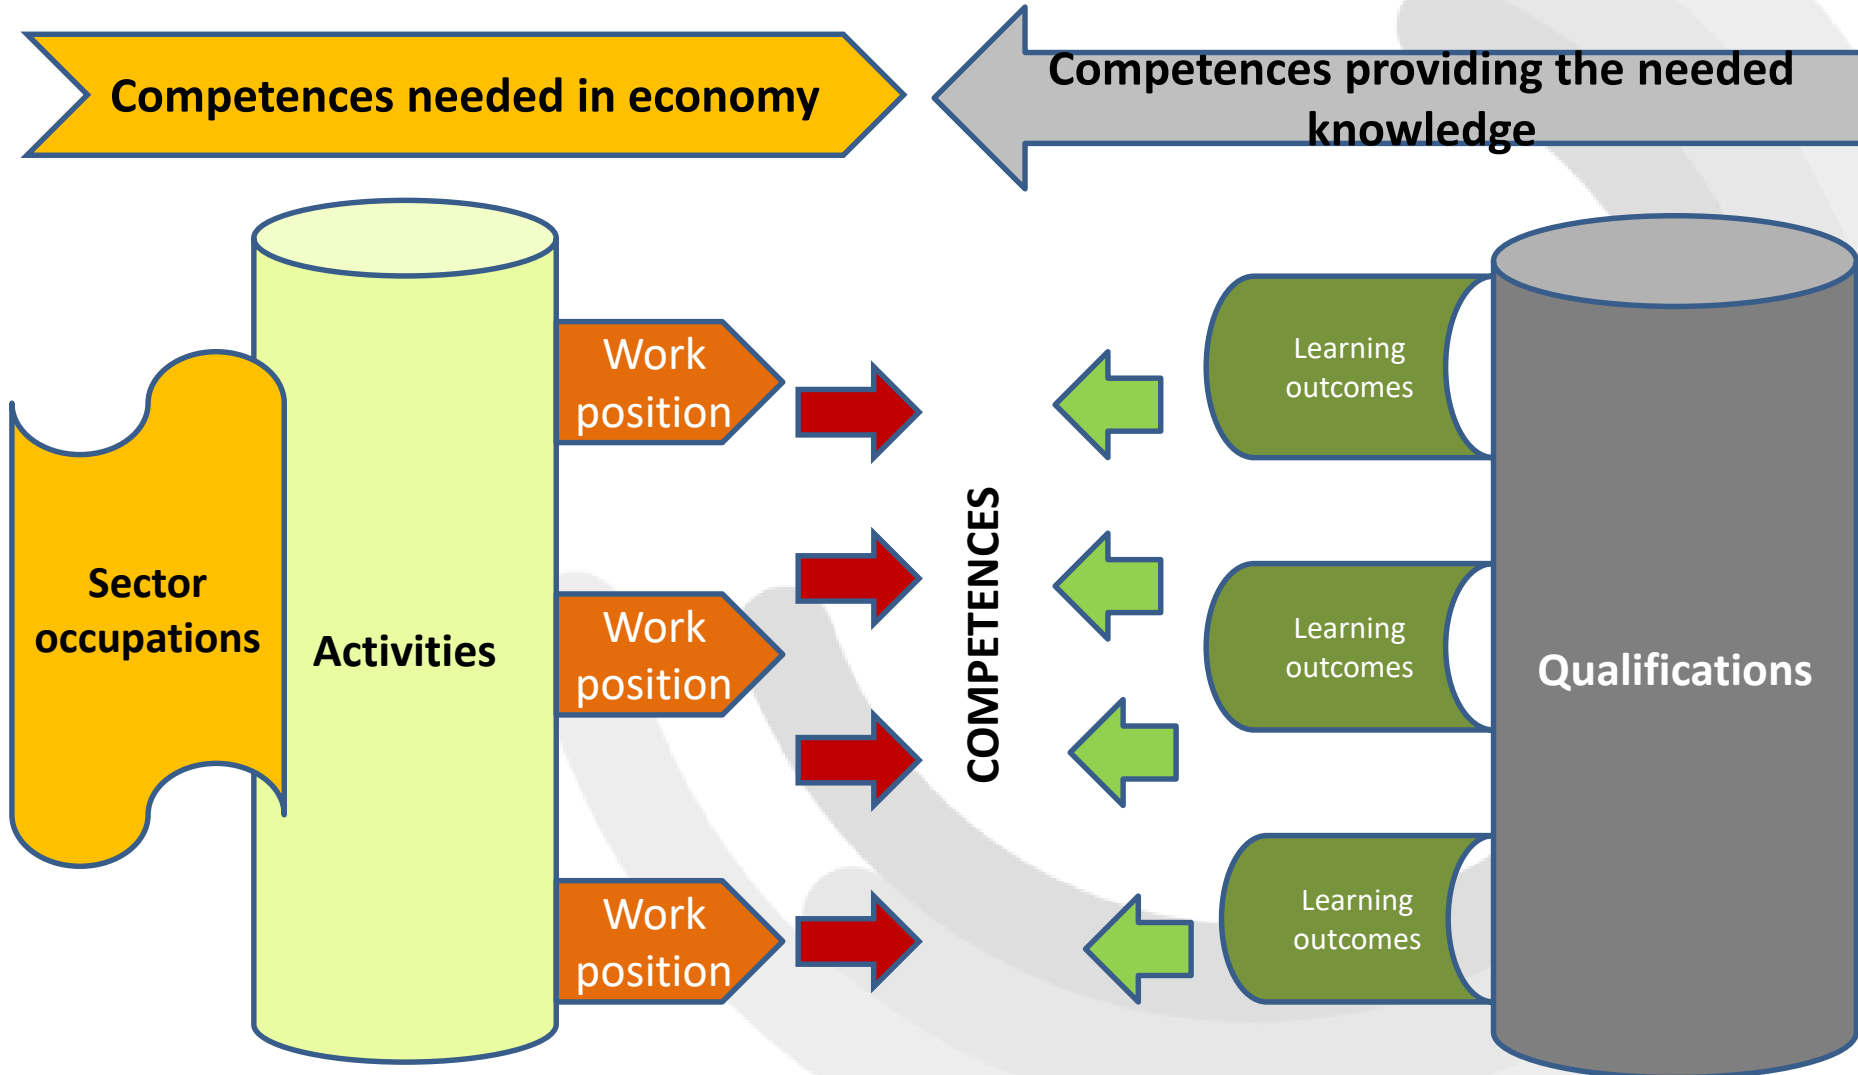 Competences needed in economy
Competences providing the needed
knowledge
Sector
occupations
Activities
Work
position
Work
position
Work
position
COMPETENCES
Learning
outcomes
Learning
outcomes
Learning
outcomes
Qualifications